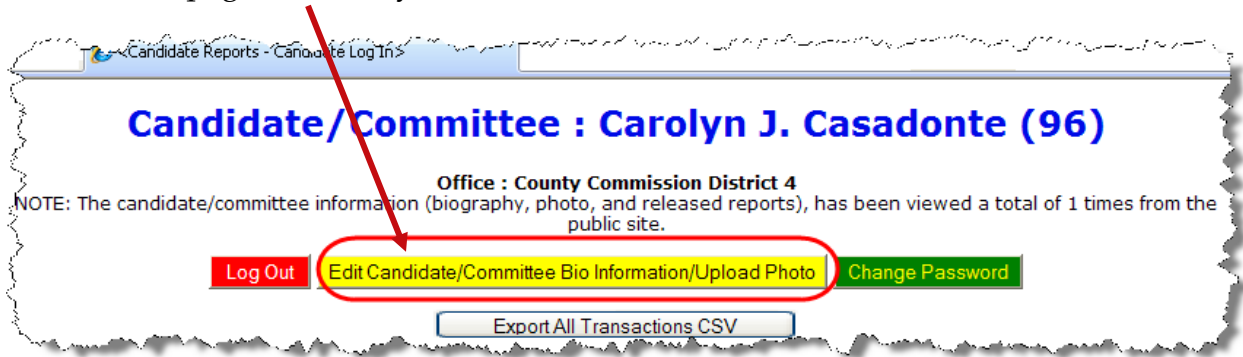 <Candidate Reports - Candidate Log In>
Candidate/Committee : Carolyn J. Casadonte (96)
Office : County Commission District 4
NOTE: The candidate/committee information (biography, photo, and released reports), has been viewed a total of 1 times from the
public site.
Log Out Edit Candidate/Committee Bio Information/Upload Photo Change Password
Export All Transactions CSV